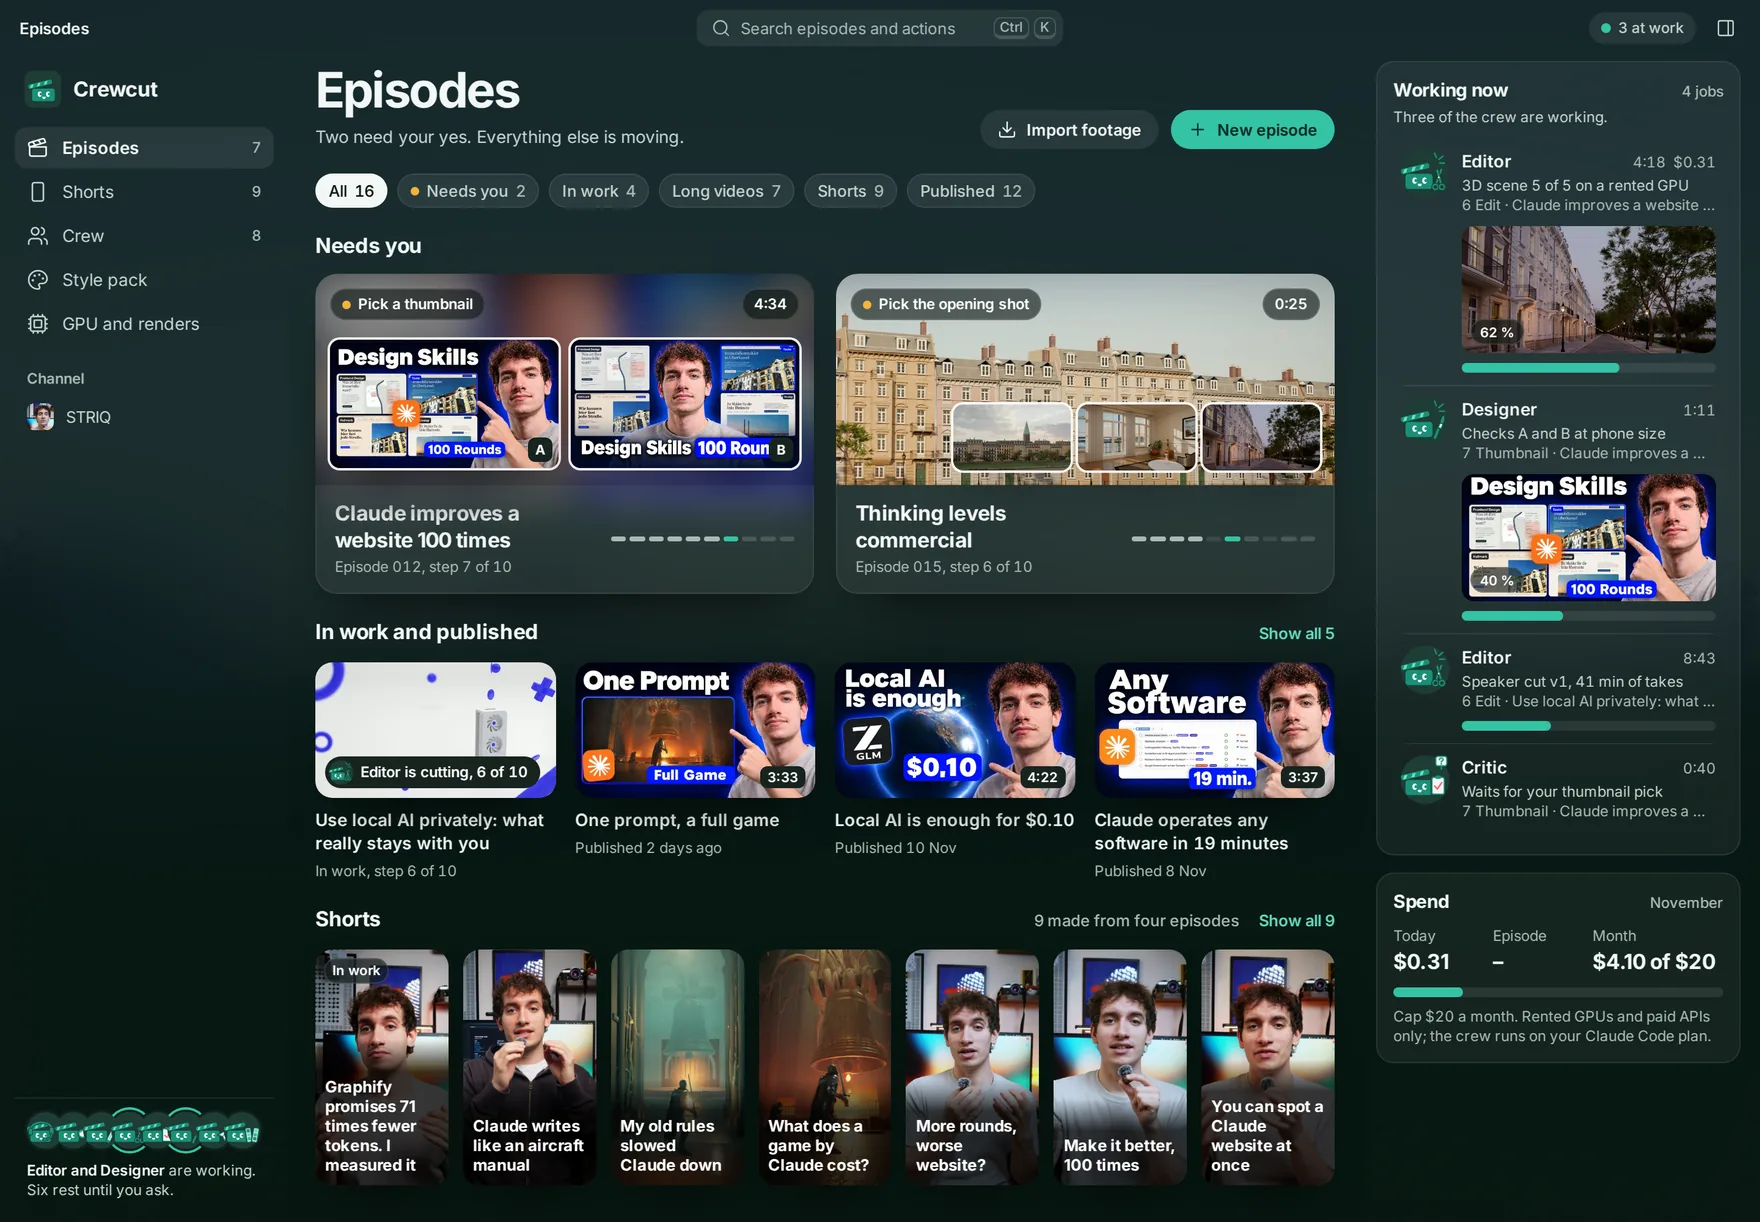 Episodes
Search episodes and actions
Ctrl K
3 at work
Crewcut
Episodes 7
Shorts 9
Crew 8
Style pack
GPU and renders
Channel
STRIQ
Editor and Designer are working.
Six rest until you ask.
Episodes
Two need your yes. Everything else is moving.
Import footage
New episode
All 16
Needs you 2
In work 4
Long videos 7
Shorts 9
Published 12
Needs you
Pick a thumbnail
4:34
Design Skills
100 Rounds
A
Design Skills 100 Roun
B
Claude improves a
website 100 times
Episode 012, step 7 of 10
Pick the opening shot
0:25
Thinking levels
commercial
Episode 015, step 6 of 10
In work and published
Show all 5
Editor is cutting, 6 of 10
Use local AI privately: what
really stays with you
In work, step 6 of 10
One Prompt
Full Game
3:33
One prompt, a full game
Published 2 days ago
Local AI
is enough
GLM
$0.10
4:22
Local AI is enough for $0.10
Published 10 Nov
Any
Software
19 min.
3:37
Claude operates any
software in 19 minutes
Published 8 Nov
Shorts
9 made from four episodes
Show all 9
In work
Graphify
promises 71
times fewer
tokens. I
measured it
Claude writes
like an aircraft
manual
My old rules
slowed
Claude down
What does a
game by
Claude cost?
More rounds,
worse
website?
Make it better,
100 times
You can spot a
Claude
website at
once
Working now
4 jobs
Three of the crew are working.
Editor
4:18 $0.31
3D scene 5 of 5 on a rented GPU
6 Edit · Claude improves a website ...
62 %
Designer
1:11
Checks A and B at phone size
7 Thumbnail · Claude improves a ...
Design Skills
40 %
100 Rounds
Editor
8:43
Speaker cut v1, 41 min of takes
6 Edit · Use local AI privately: what ...
Critic
0:40
Waits for your thumbnail pick
7 Thumbnail · Claude improves a ...
Spend
November
Today
$0.31
Episode
–
Month
$4.10 of $20
Cap $20 a month. Rented GPUs and paid APIs
only; the crew runs on your Claude Code plan.